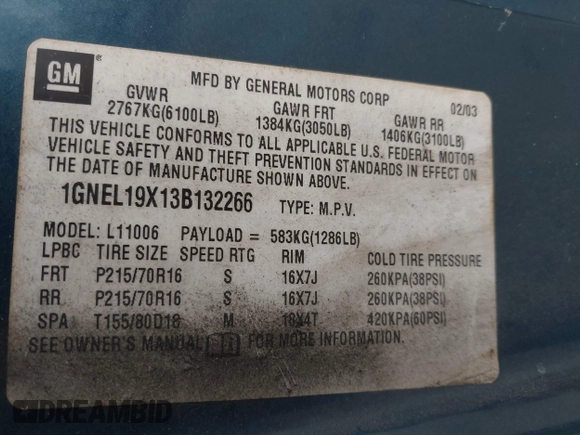 GM
MFD BY GENERAL MOTORS CORP 02/03
GVWR GAWR FRT GAWR RR
2767KG(6100LB) 1384KG(3050LB) 1406KG(3100LB)
THIS VEHICLE CONFORMS TO ALL APPLICABLE U.S. FEDERAL MOTOR
VEHICLE SAFETY AND THEFT PREVENTION STANDARDS IN EFFECT ON
THE DATE OF MANUFACTURE SHOWN ABOVE.
1GNEL19X13B132266 TYPE: M.P.V.
MODEL: L11006 PAYLOAD = 583KG(1286LB)
LPBC TIRE SIZE SPEED RTG RIM COLD TIRE PRESSURE
FRT P215/70R16 S 16X7J 260KPA(38PSI)
RR P215/70R16 S 16X7J 260KPA(38PSI)
SPA T155/80D18 M 18X4T 420KPA(60PSI)
SEE OWNER'S MANUAL FOR MORE INFORMATION.
DREAMBID